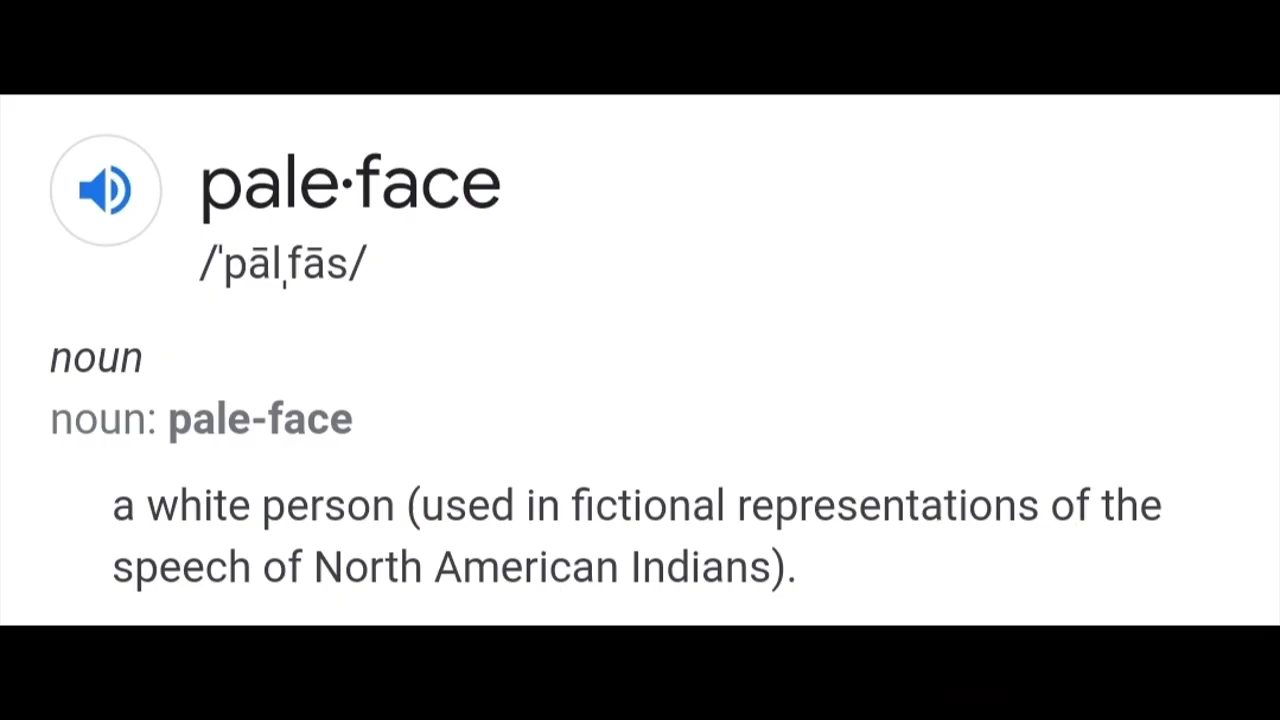 pale·face
/ˈpālˌfās/
noun
noun: pale-face
a white person (used in fictional representations of the
speech of North American Indians).